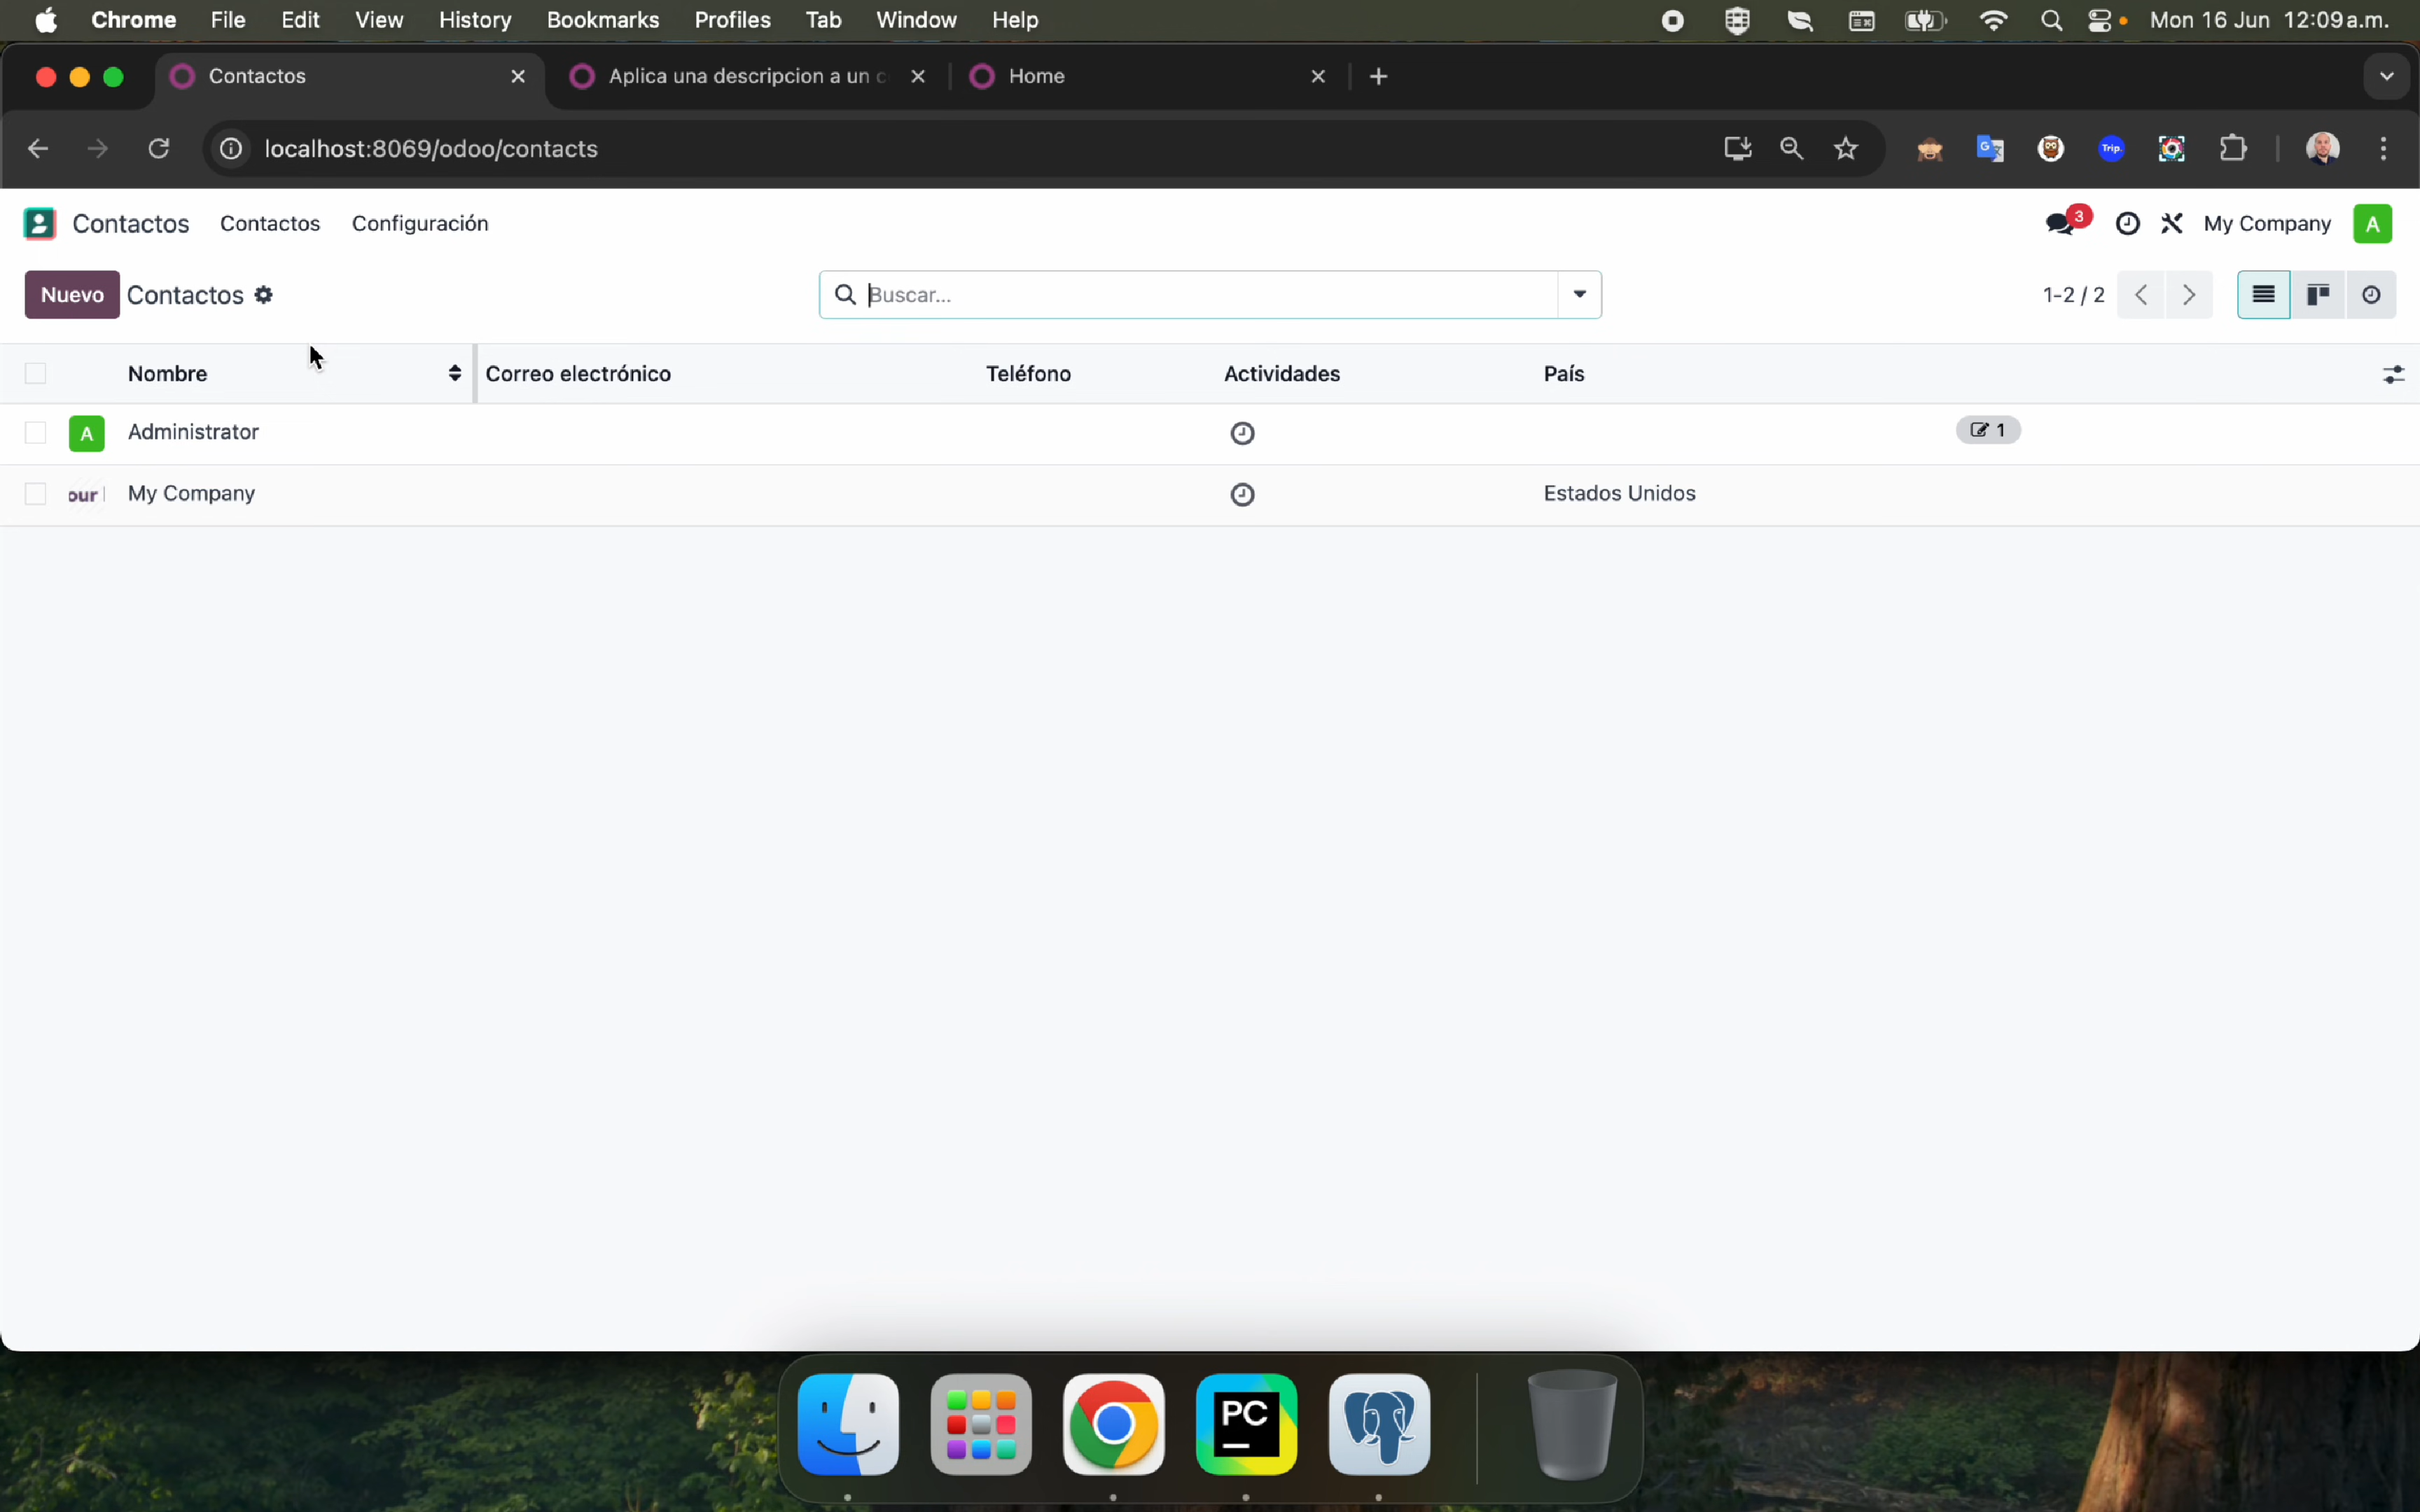 Chrome File Edit View History Bookmarks Profiles Tab Window Help Mon 16 Jun 12:09 a.m.
Contactos Aplica una descripcion a un c Home
localhost:8069/odoo/contacts Trip.
Contactos Contactos Configuración 3 My Company A
Nuevo Contactos Buscar... 1-2 / 2
Nombre Correo electrónico Teléfono Actividades País
A Administrator 1
our My Company Estados Unidos
PC